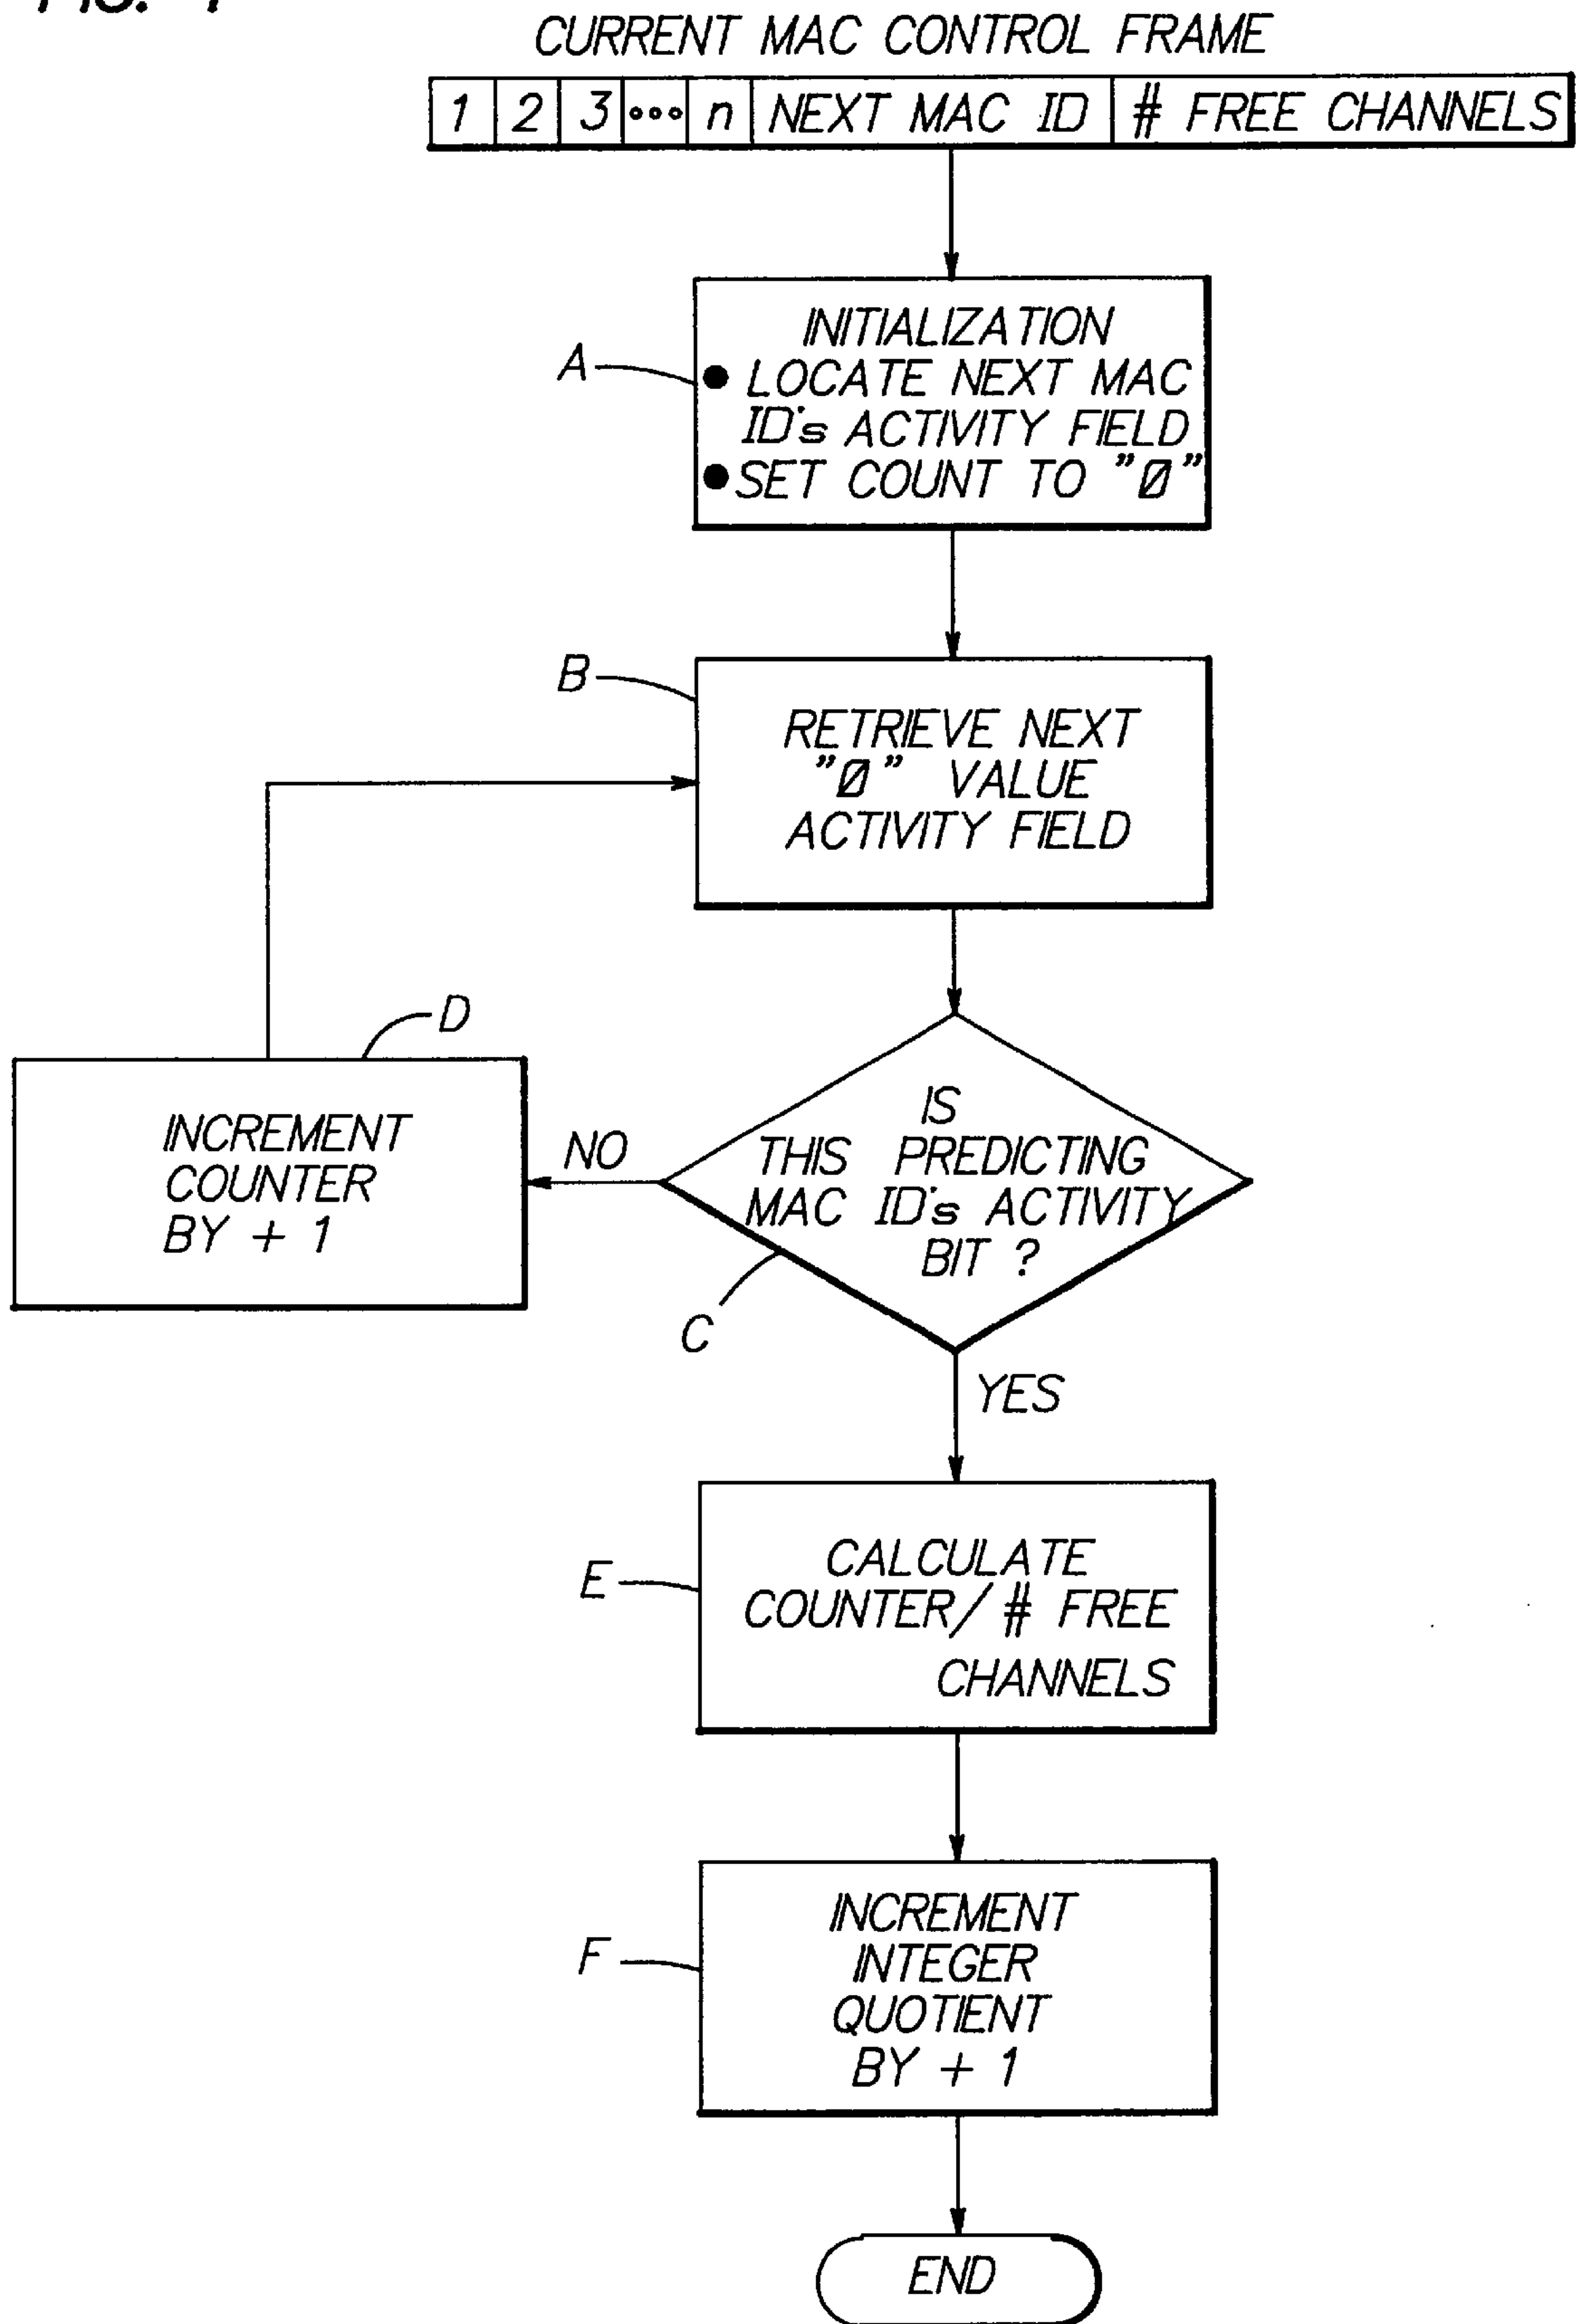 CURRENT MAC CONTROL FRAME
1 2 3 ••• n NEXT MAC ID # FREE CHANNELS
INITIALIZATION
A
• LOCATE NEXT MAC
ID's ACTIVITY FIELD
• SET COUNT TO "Ø"
B
RETRIEVE NEXT
"Ø" VALUE
ACTIVITY FIELD
D
INCREMENT
COUNTER
BY + 1
NO
IS
THIS PREDICTING
MAC ID's ACTIVITY
BIT ?
C
YES
E
CALCULATE
COUNTER/ # FREE
CHANNELS
F
INCREMENT
INTEGER
QUOTIENT
BY + 1
END